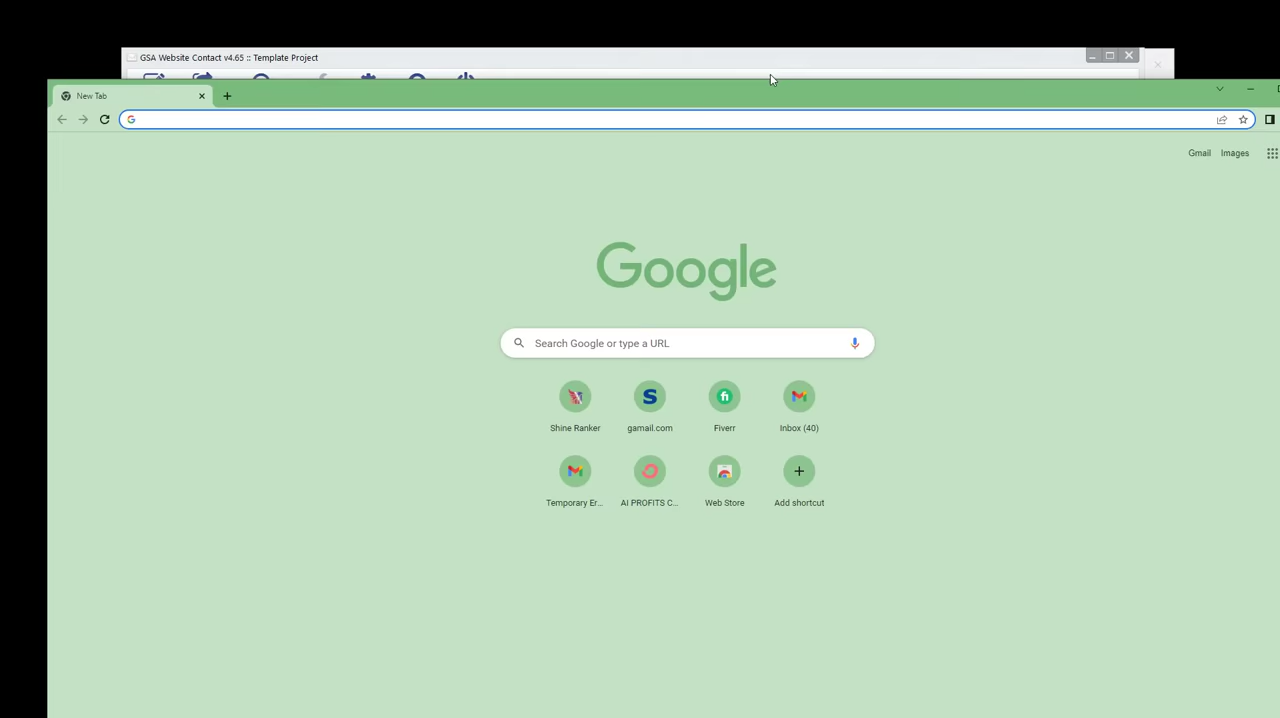 GSA Website Contact v4.65 :: Template Project
New Tab
Gmail Images
Google
Search Google or type a URL
Shine Ranker gamail.com Fiverr Inbox (40)
Temporary Er... AI PROFITS C... Web Store Add shortcut